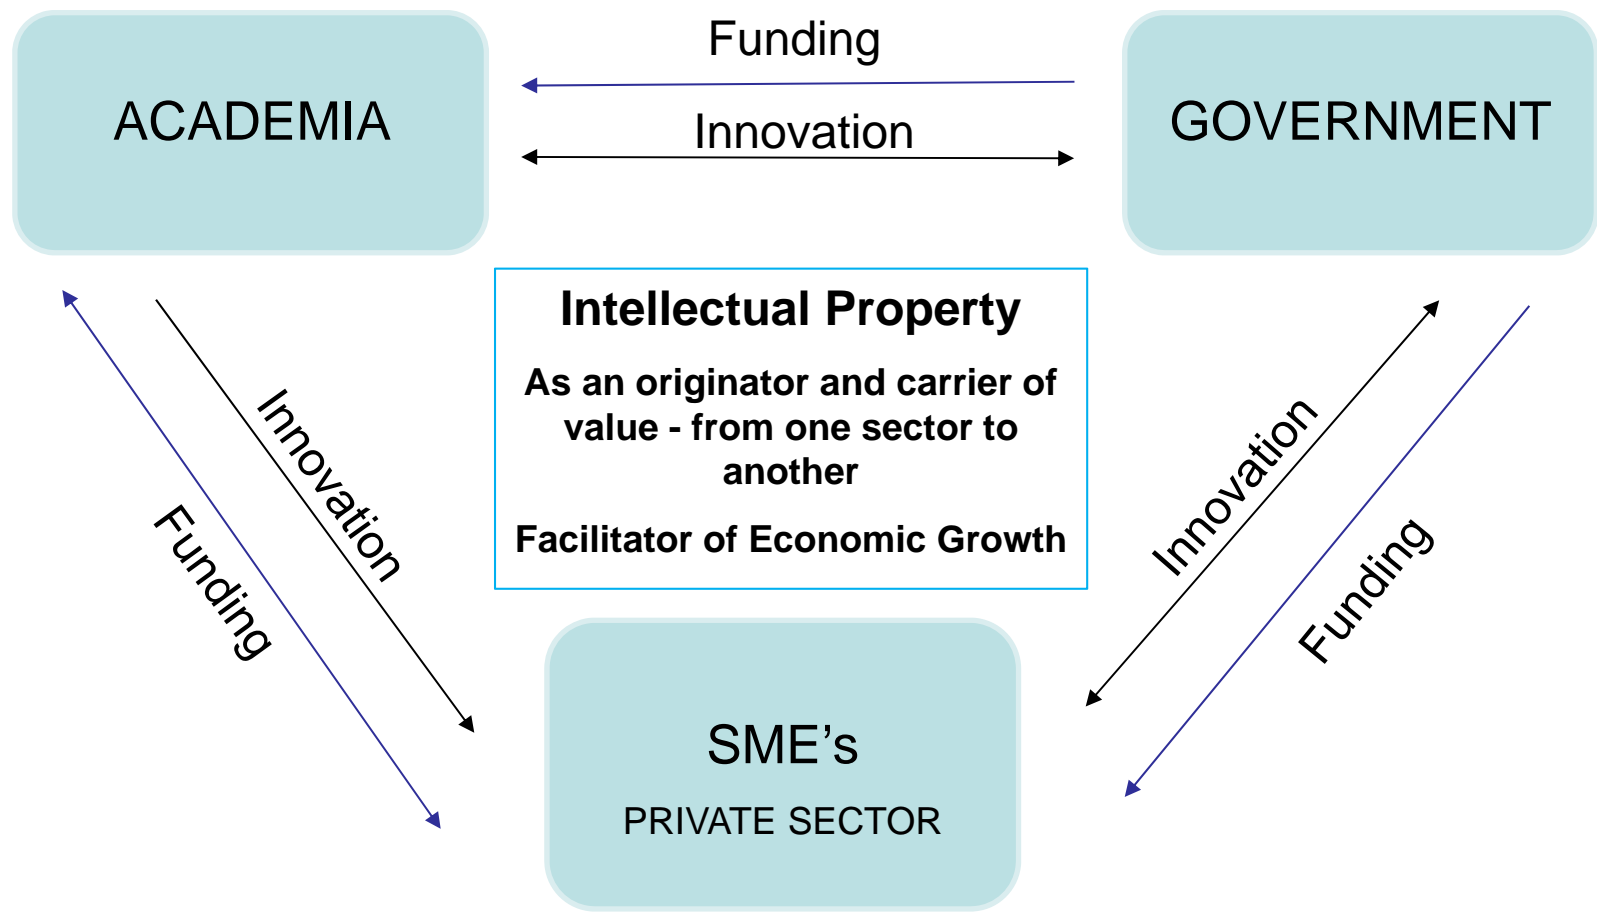 Funding
ACADEMIA
GOVERNMENT
Innovation
Intellectual Property
As an originator and carrier of
value - from one sector to
another
Facilitator of Economic Growth
Innovation
Funding
Innovation
Funding
SME’s
PRIVATE SECTOR